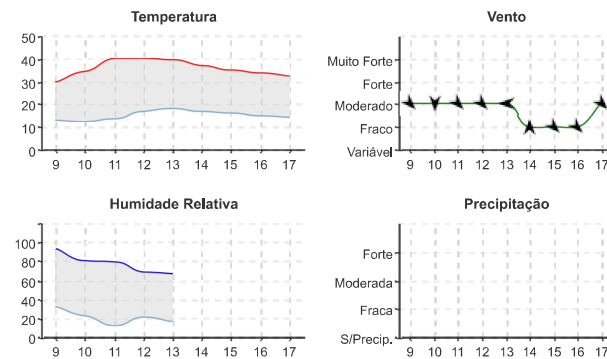 Temperatura
50
40
30
20
10
0
9 10 11 12 13 14 15 16 17
Vento
Muito Forte
Forte
Moderado
Fraco
Variável
9 10 11 12 13 14 15 16 17
Humidade Relativa
100
80
60
40
20
0
9 10 11 12 13 14 15 16 17
Precipitação
Forte
Moderada
Fraca
S/Precip.
9 10 11 12 13 14 15 16 17